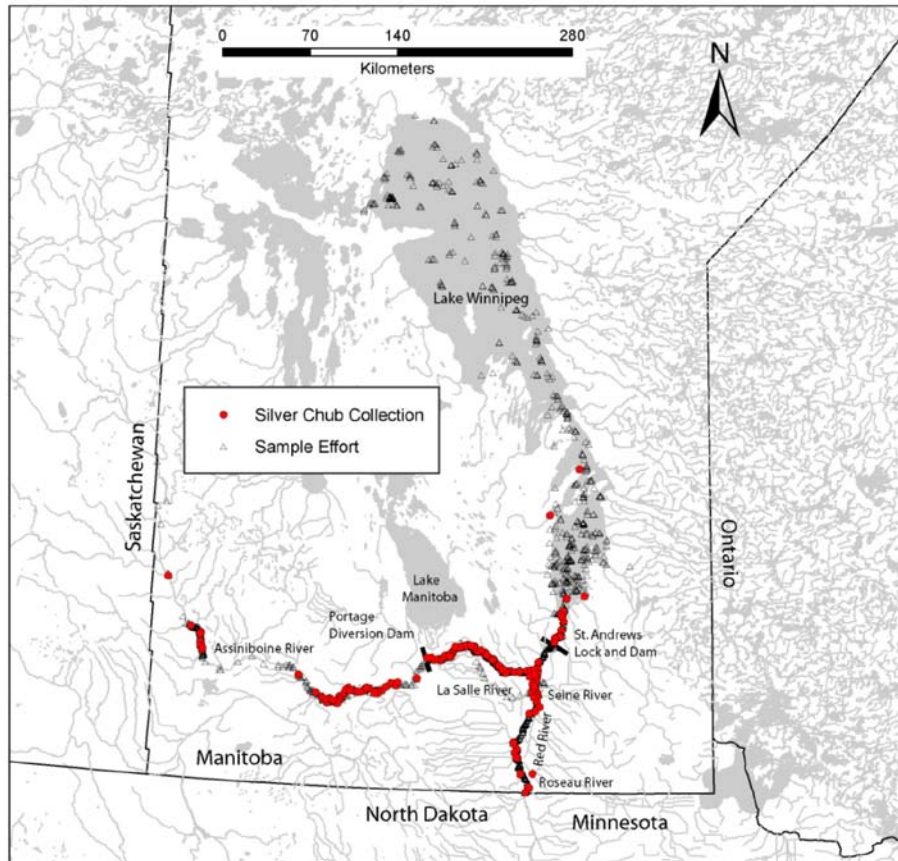 0 70 140 280
Kilometers
N
Lake Winnipeg
Silver Chub Collection
Sample Effort
Saskatchewan
Ontario
Lake
Manitoba
Portage
Diversion Dam
St. Andrews
Lock and Dam
Assiniboine River
La Salle River
Seine River
Red River
Manitoba
Roseau River
North Dakota
Minnesota